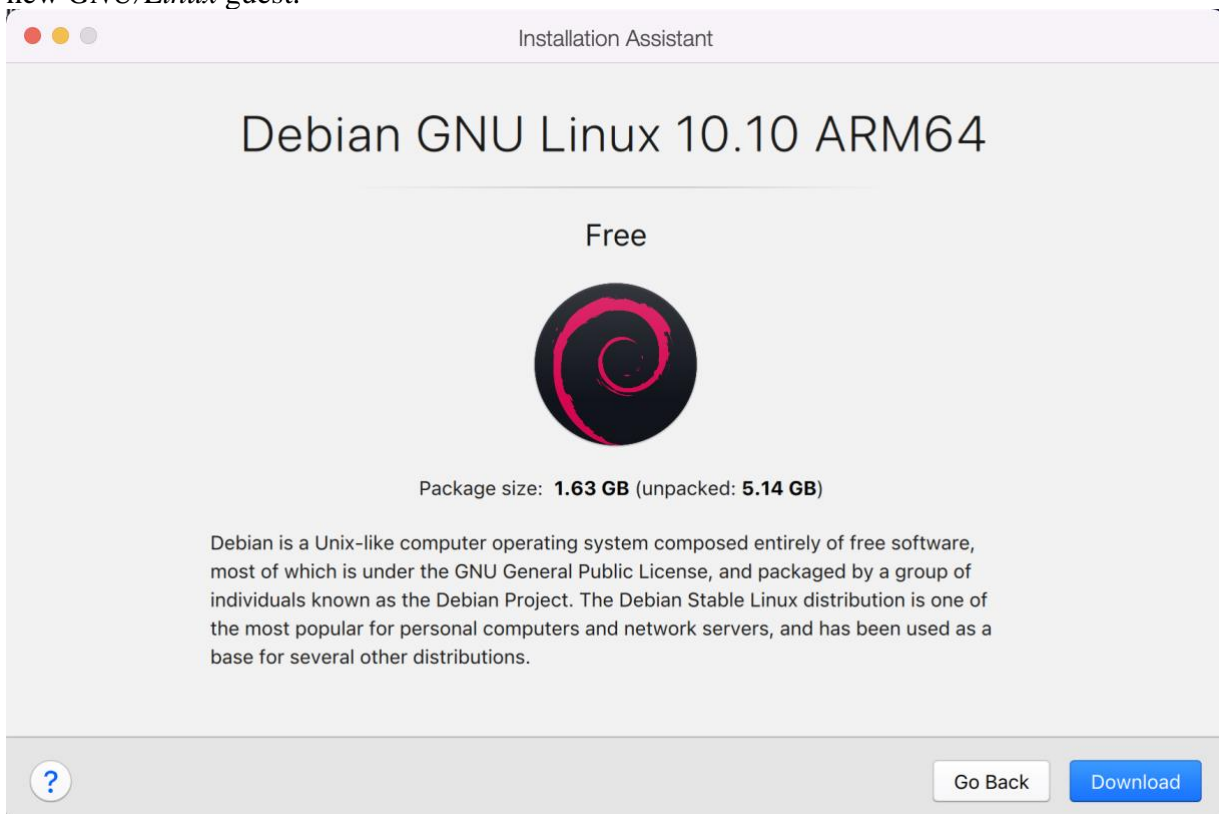 new GNU/Linux guest.
Installation Assistant
Debian GNU Linux 10.10 ARM64
Free
Package size: 1.63 GB (unpacked: 5.14 GB)
Debian is a Unix-like computer operating system composed entirely of free software,
most of which is under the GNU General Public License, and packaged by a group of
individuals known as the Debian Project. The Debian Stable Linux distribution is one of
the most popular for personal computers and network servers, and has been used as a
base for several other distributions.
?
Go Back
Download